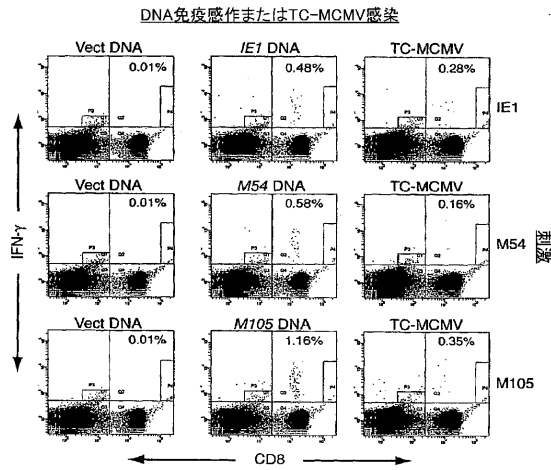 DNA免疫感作またはTC-MCMV感染
Vect DNA IE1 DNA TC-MCMV
0.01% 0.48% 0.28%
IE1
Vect DNA M54 DNA TC-MCMV
0.01% 0.58% 0.16%
M54
Vect DNA M105 DNA TC-MCMV
0.01% 1.16% 0.35%
M105
IFN-γ
刺激
CD8